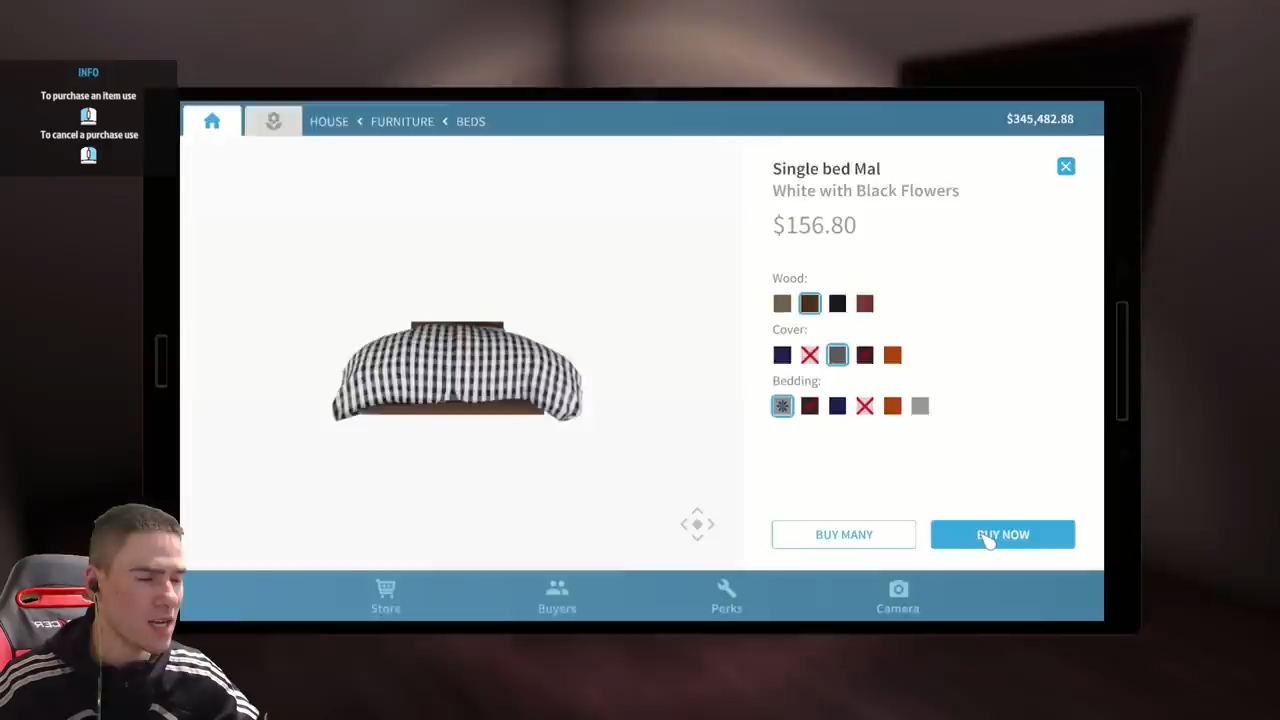 INFO
To purchase an item use
To cancel a purchase use
HOUSE < FURNITURE < BEDS
$345,482.88
Single bed Mal
White with Black Flowers
$156.80
Wood:
Cover:
Bedding:
BUY MANY
BUY NOW
Store
Buyers
Perks
Camera